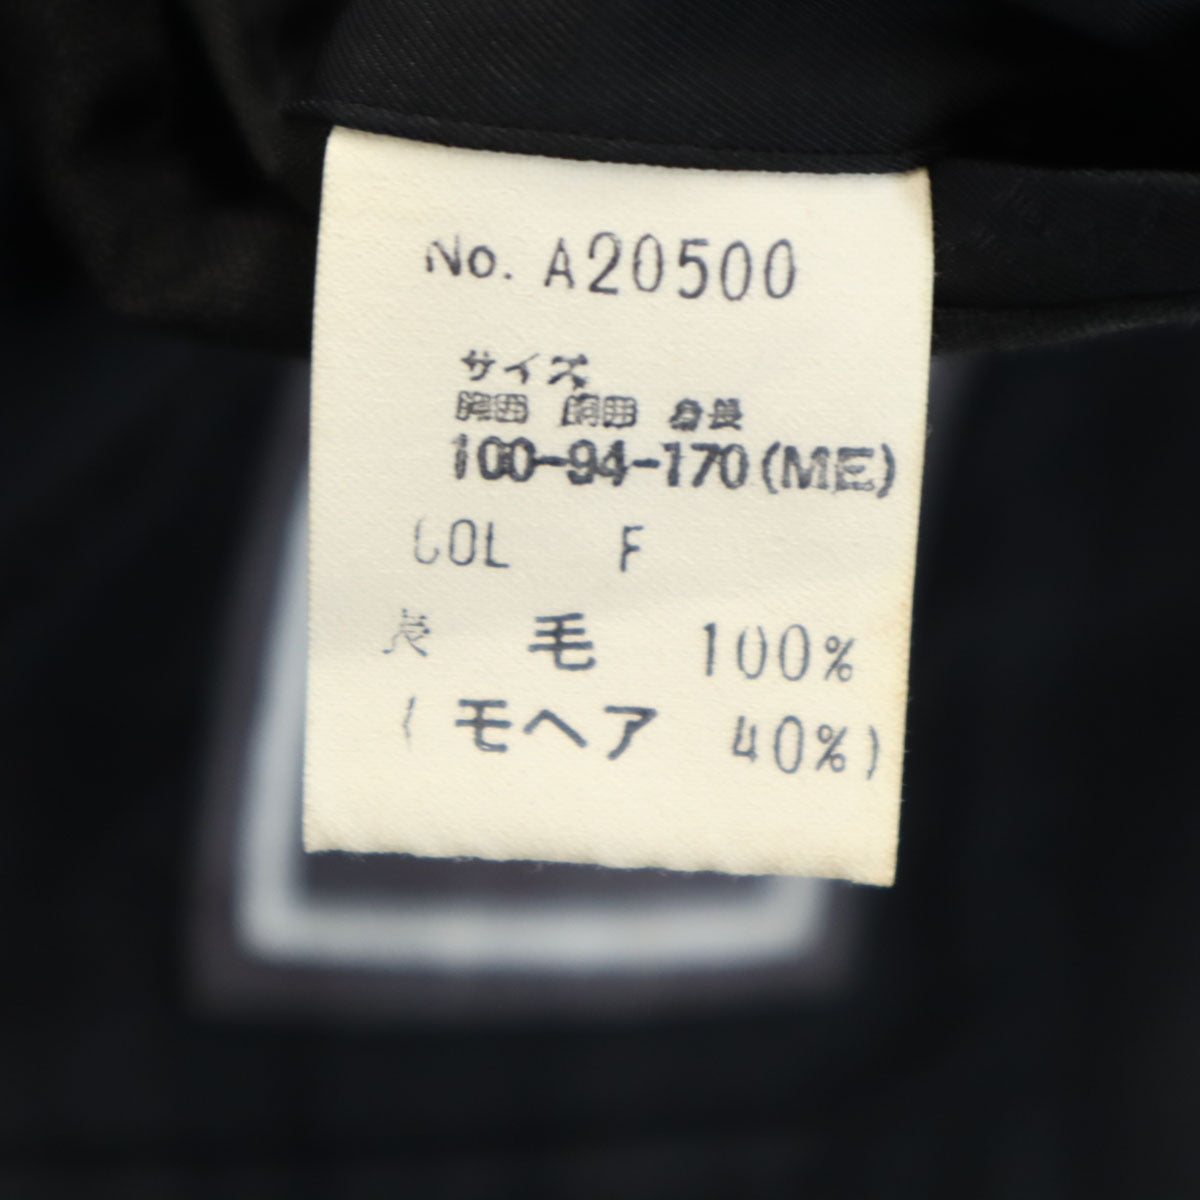 No. A20500
サイズ
胸囲 胴囲 身長
100-94-170(ME)
COL F
表 毛 100%
( モヘア 40%)